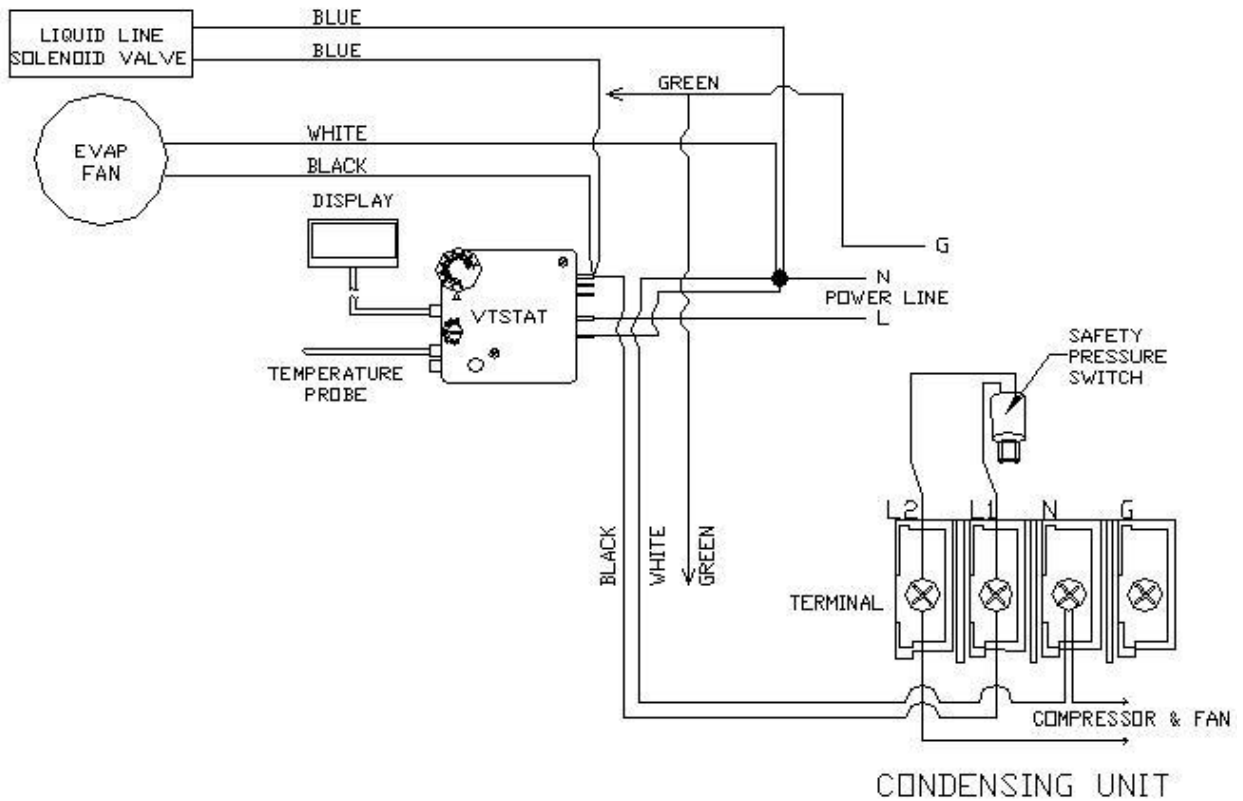 LIQUID LINE
SOLENOID VALVE
BLUE
BLUE
GREEN
EVAP
FAN
WHITE
BLACK
DISPLAY
VTSTAT
TEMPERATURE
PROBE
G
N
POWER LINE
L
SAFETY
PRESSURE
SWITCH
BLACK
WHITE
GREEN
L2
L1
N
G
TERMINAL
COMPRESSOR & FAN
CONDENSING UNIT